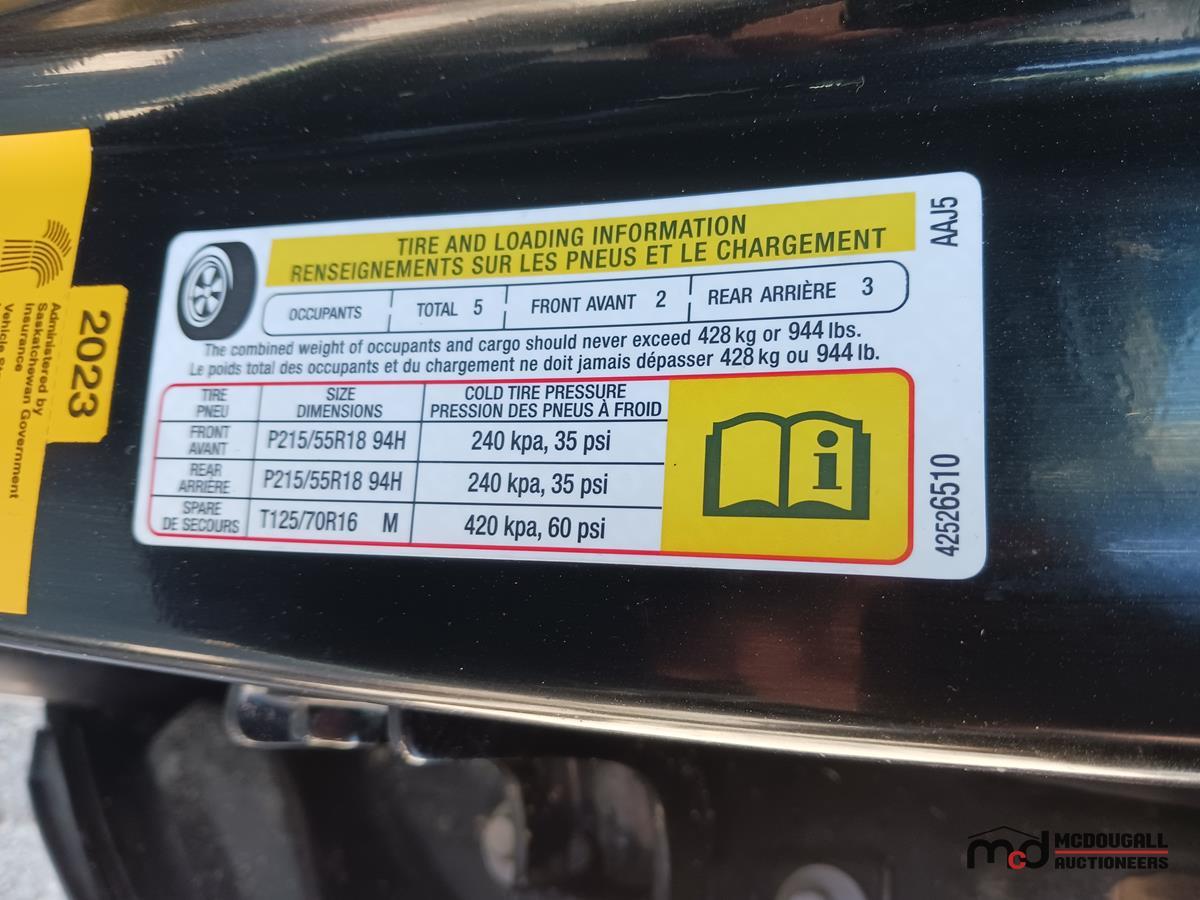 TIRE AND LOADING INFORMATION
RENSEIGNEMENTS SUR LES PNEUS ET LE CHARGEMENT
OCCUPANTS TOTAL 5 FRONT AVANT 2 REAR ARRIÈRE 3
The combined weight of occupants and cargo should never exceed 428 kg or 944 lbs.
Le poids total des occupants et du chargement ne doit jamais dépasser 428 kg ou 944 lb.
TIRE SIZE COLD TIRE PRESSURE
PNEU DIMENSIONS PRESSION DES PNEUS À FROID
FRONT
AVANT P215/55R18 94H 240 kpa, 35 psi
REAR
ARRIÈRE P215/55R18 94H 240 kpa, 35 psi
SPARE
DE SECOURS T125/70R16 M 420 kpa, 60 psi
i
AAJ5
42526510
2023
Administered by
Saskatchewan Government
Insurance
Vehicle
mcd MCDOUGALL
AUCTIONEERS